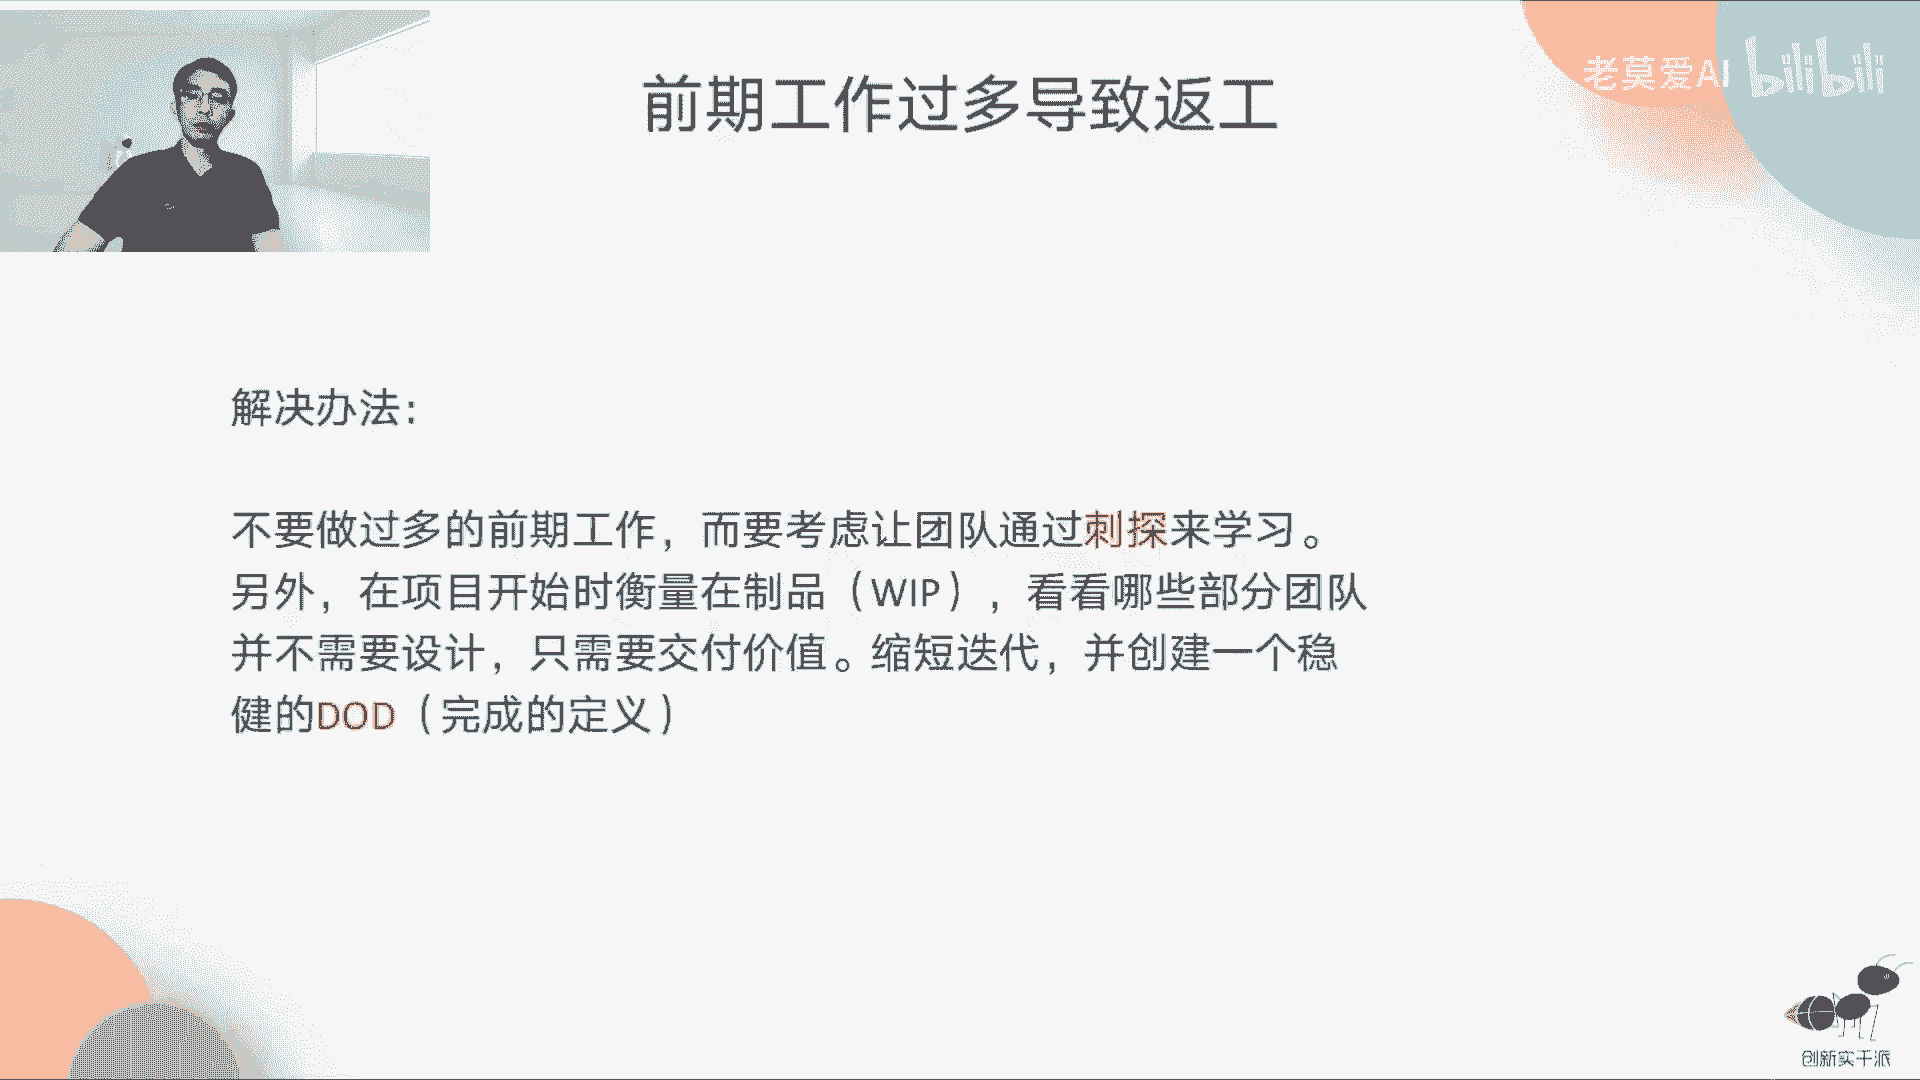 老莫爱AI bilibili
前期工作过多导致返工
解决办法：
不要做过多的前期工作，而要考虑让团队通过刺探来学习。
另外，在项目开始时衡量在制品（WIP），看看哪些部分团队
并不需要设计，只需要交付价值。缩短迭代，并创建一个稳
健的DOD（完成的定义）
创新实干派